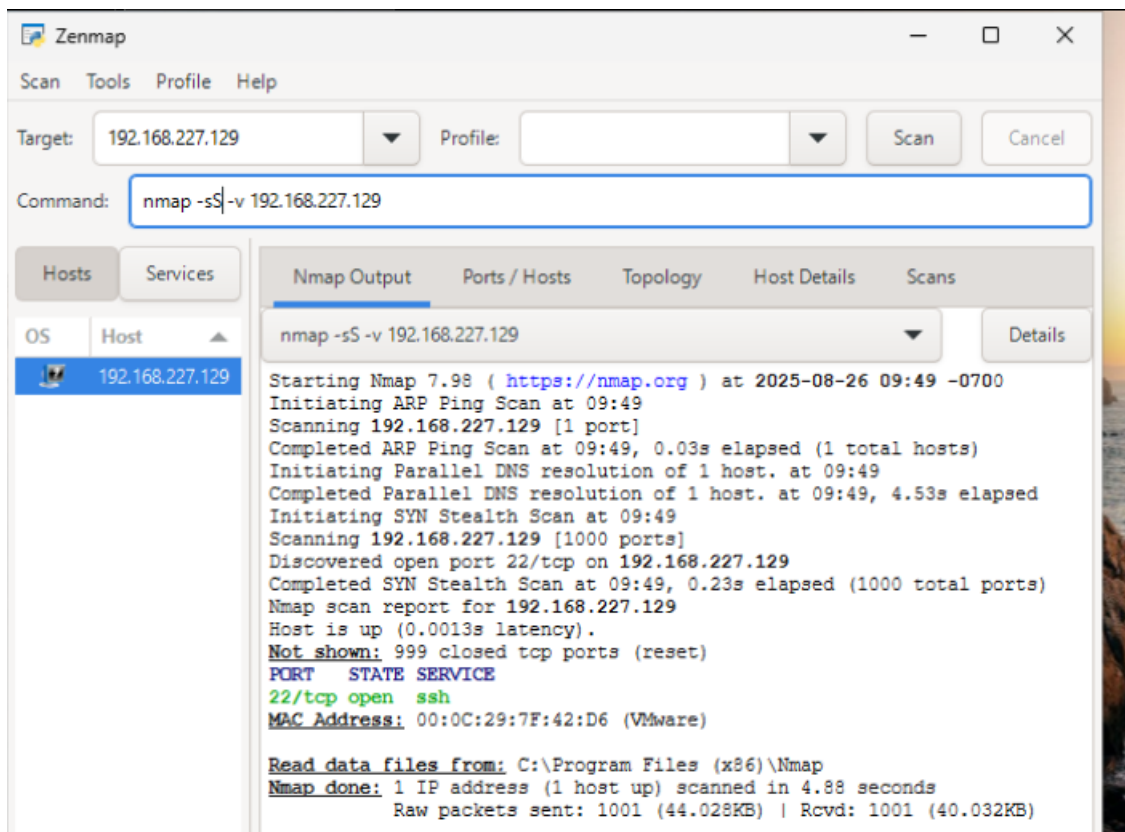 Zenmap
Scan Tools Profile Help
Target: 192.168.227.129 Profile: Scan Cancel
Command: nmap -sS -v 192.168.227.129
Hosts Services Nmap Output Ports / Hosts Topology Host Details Scans
OS Host nmap -sS -v 192.168.227.129 Details
192.168.227.129
Starting Nmap 7.98 ( https://nmap.org ) at 2025-08-26 09:49 -0700
Initiating ARP Ping Scan at 09:49
Scanning 192.168.227.129 [1 port]
Completed ARP Ping Scan at 09:49, 0.03s elapsed (1 total hosts)
Initiating Parallel DNS resolution of 1 host. at 09:49
Completed Parallel DNS resolution of 1 host. at 09:49, 4.53s elapsed
Initiating SYN Stealth Scan at 09:49
Scanning 192.168.227.129 [1000 ports]
Discovered open port 22/tcp on 192.168.227.129
Completed SYN Stealth Scan at 09:49, 0.23s elapsed (1000 total ports)
Nmap scan report for 192.168.227.129
Host is up (0.0013s latency).
Not shown: 999 closed tcp ports (reset)
PORT STATE SERVICE
22/tcp open ssh
MAC Address: 00:0C:29:7F:42:D6 (VMware)
Read data files from: C:\Program Files (x86)\Nmap
Nmap done: 1 IP address (1 host up) scanned in 4.88 seconds
Raw packets sent: 1001 (44.028KB) | Rcvd: 1001 (40.032KB)